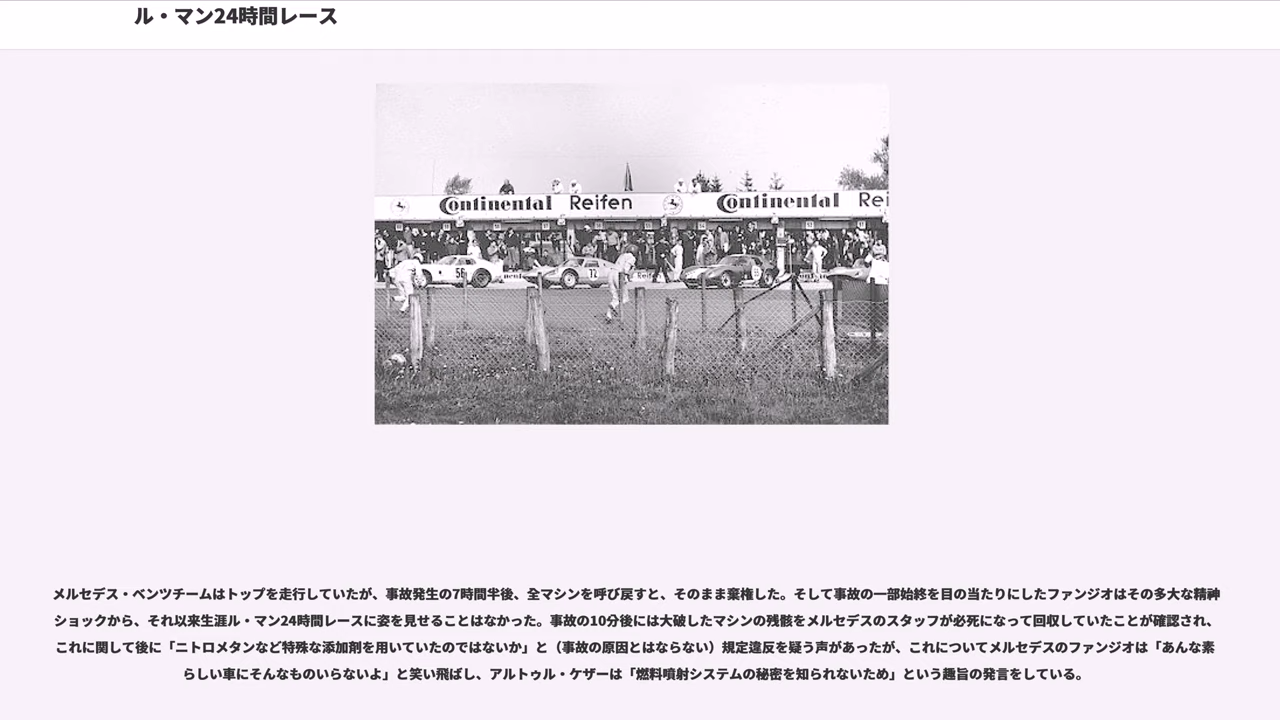 ル・マン24時間レース
Continental Reifen Continental Rei
56 72
メルセデス・ベンツチームはトップを走行していたが、事故発生の7時間半後、全マシンを呼び戻すと、そのまま棄権した。そして事故の一部始終を目の当たりにしたファンジオはその多大な精神
ショックから、それ以来生涯ル・マン24時間レースに姿を見せることはなかった。事故の10分後には大破したマシンの残骸をメルセデスのスタッフが必死になって回収していたことが確認され、
これに関して後に「ニトロメタンなど特殊な添加剤を用いていたのではないか」と（事故の原因とはならない）規定違反を疑う声があったが、これについてメルセデスのファンジオは「あんな素
らしい車にそんなものいらないよ」と笑い飛ばし、アルトゥル・ケザーは「燃料噴射システムの秘密を知られないため」という趣旨の発言をしている。